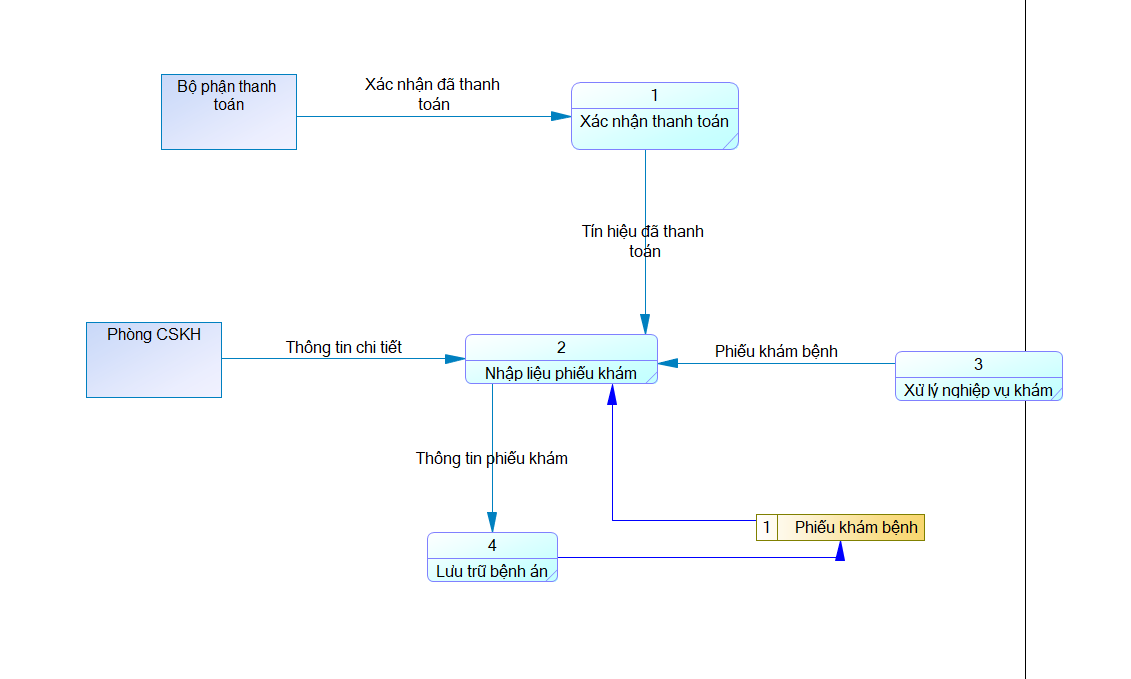 Bộ phận thanh
toán
Xác nhận đã thanh
toán
1
Xác nhận thanh toán
Tín hiệu đã thanh
toán
Phòng CSKH
Thông tin chi tiết
2
Nhập liệu phiếu khám
Phiếu khám bệnh
3
Xử lý nghiệp vụ khám
Thông tin phiếu khám
1
Phiếu khám bệnh
4
Lưu trữ bệnh án